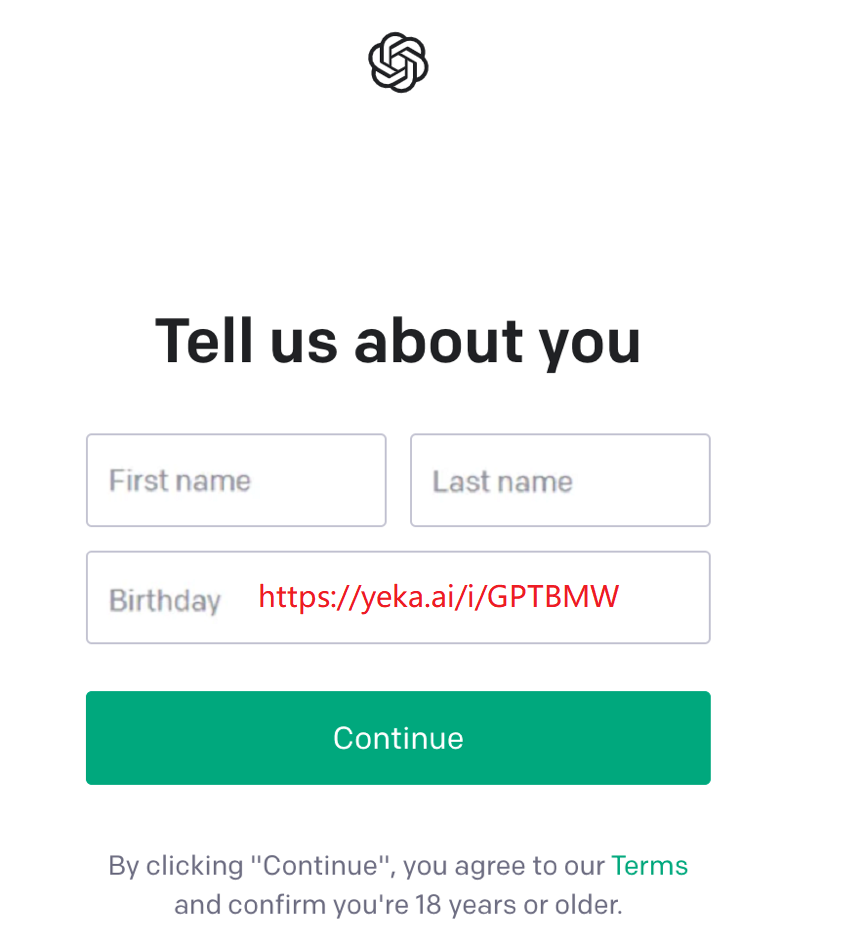 Tell us about you
First name Last name
Birthday https://yeka.ai/i/GPTBMW
Continue
By clicking "Continue", you agree to our Terms
and confirm you're 18 years or older.